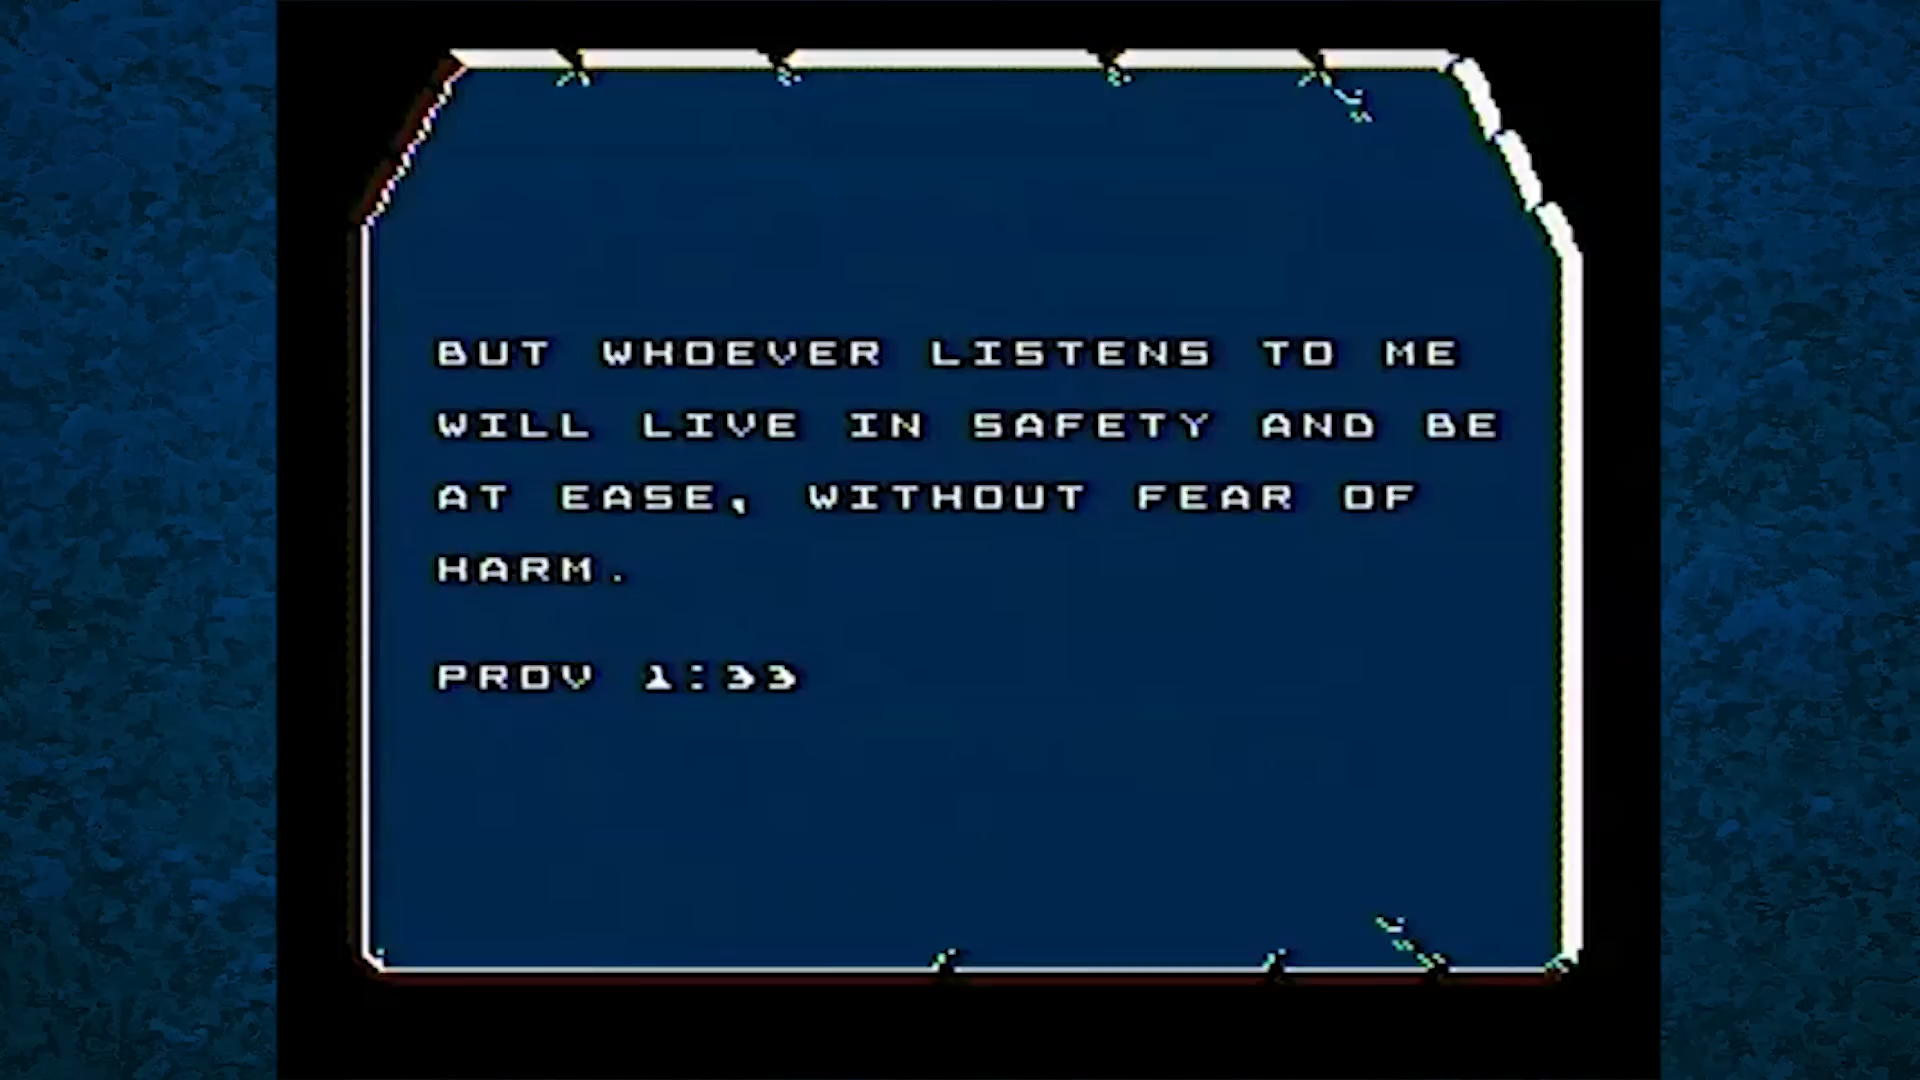 BUT WHOEVER LISTENS TO ME
WILL LIVE IN SAFETY AND BE
AT EASE, WITHOUT FEAR OF
HARM.
PROV 1:33